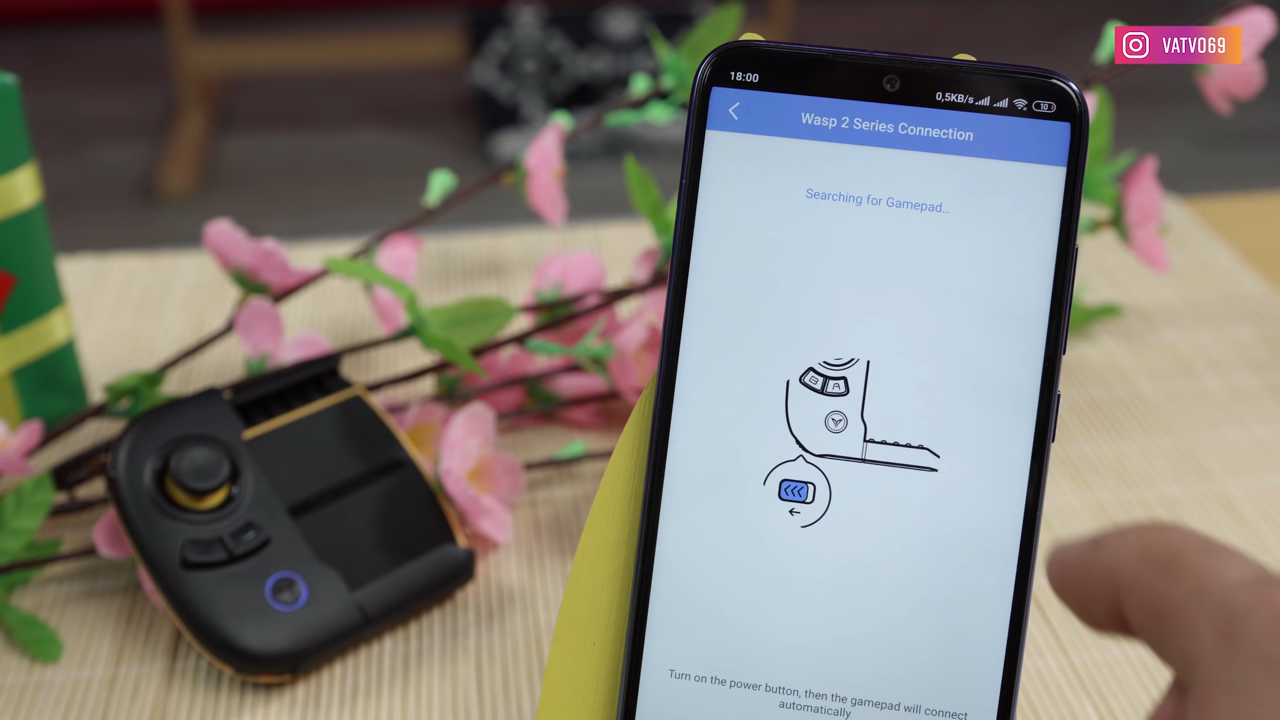 VATVO69
18:00
0,5KB/s
10
Wasp 2 Series Connection
Searching for Gamepad...
B A
Turn on the power button, then the gamepad will connect
automatically